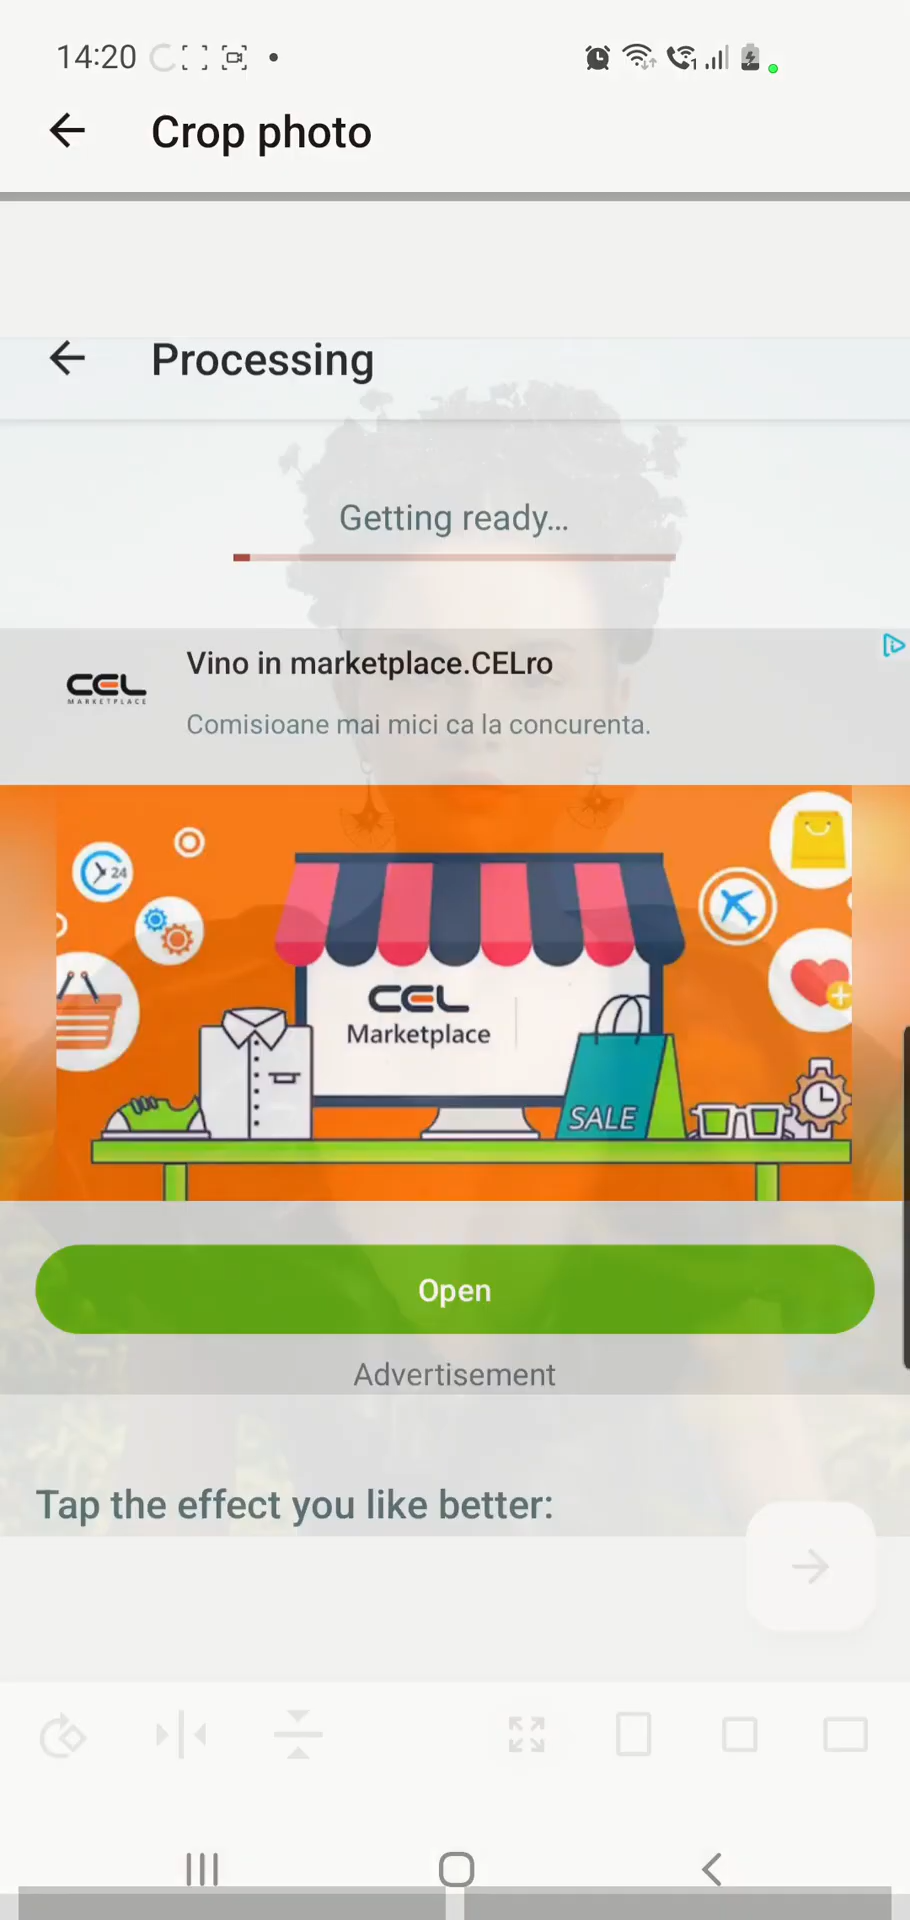 14:20
Crop photo
Processing
Getting ready...
Vino in marketplace.CELro
CEL
MARKETPLACE
Comisioane mai mici ca la concurenta.
24
CEL
Marketplace
SALE
Open
Advertisement
Tap the effect you like better: